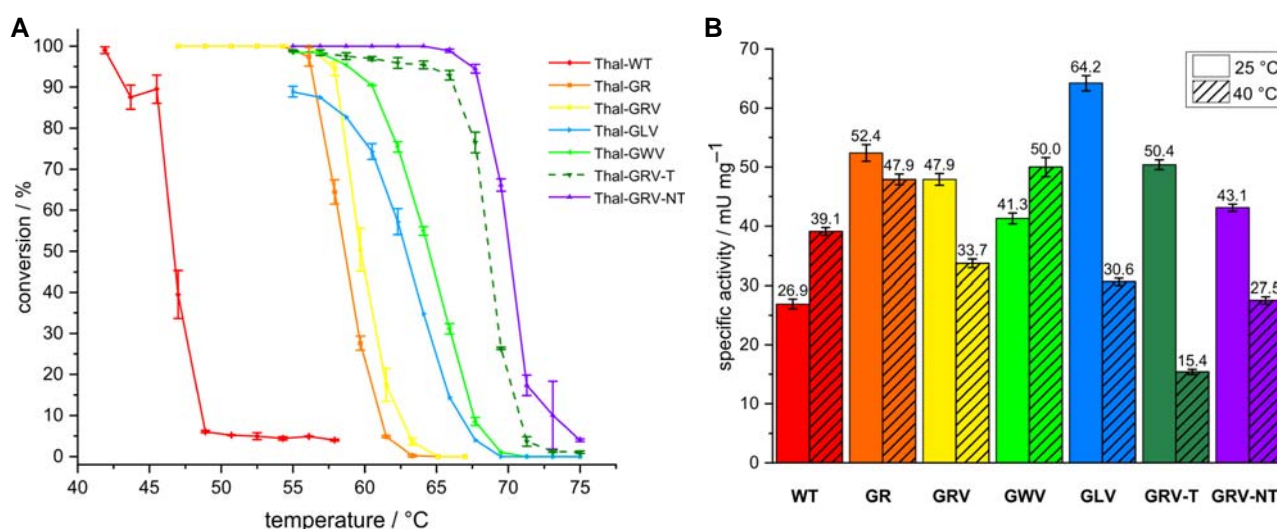 A
conversion / %
100
90
80
70
60
50
40
30
20
10
0
40 45 50 55 60 65 70 75
temperature / °C
Thal-WT
Thal-GR
Thal-GRV
Thal-GLV
Thal-GWV
Thal-GRV-T
Thal-GRV-NT
B
specific activity / mU mg⁻¹
70
60
50
40
30
20
10
0
25 °C
40 °C
26.9 39.1 52.4 47.9 47.9 33.7 41.3 50.0 64.2 30.6 50.4 15.4 43.1 27.5
WT GR GRV GWV GLV GRV-T GRV-NT